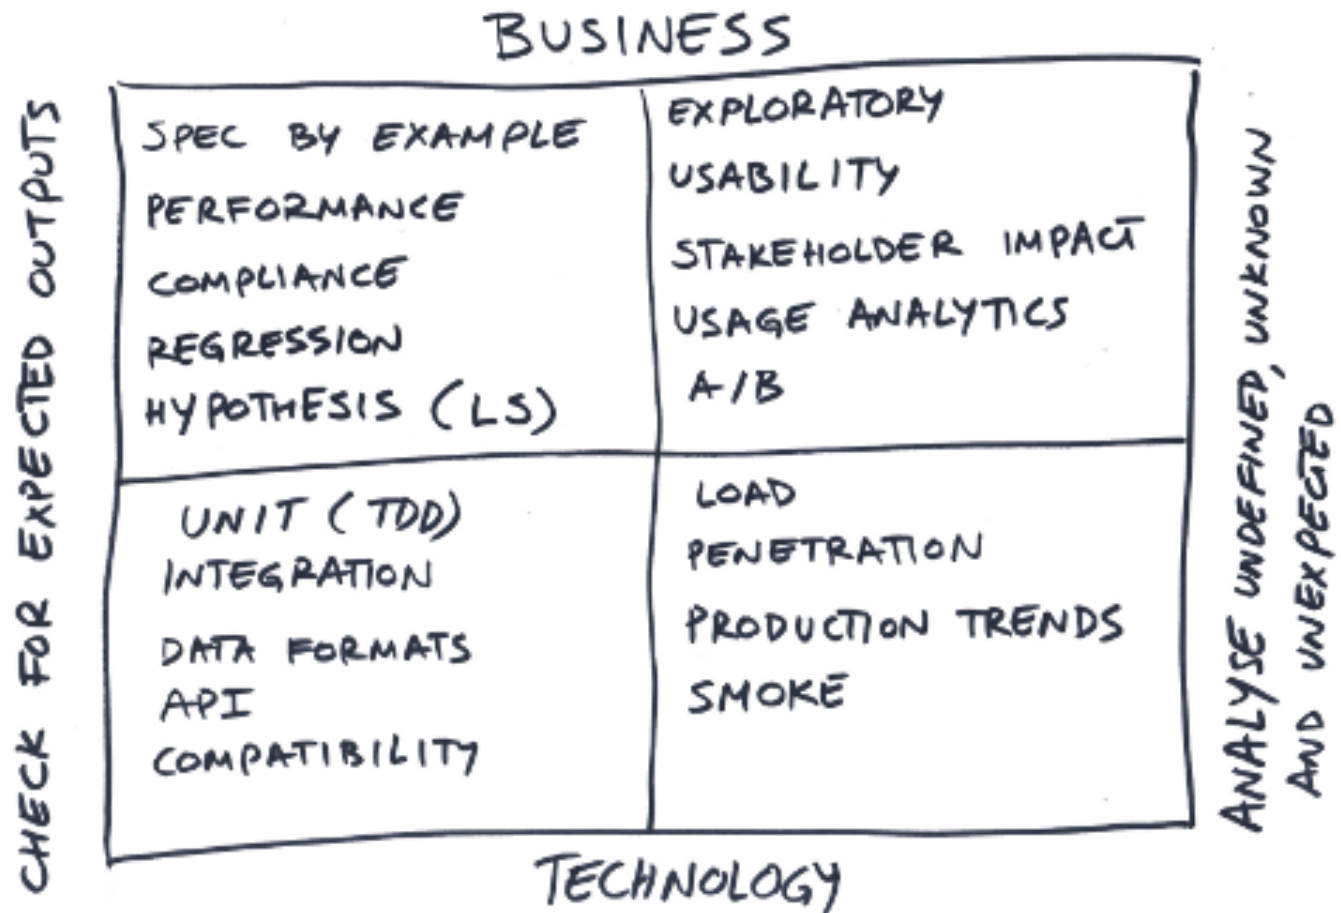 BUSINESS
CHECK FOR EXPECTED OUTPUTS
SPEC BY EXAMPLE
PERFORMANCE
COMPLIANCE
REGRESSION
HYPOTHESIS (LS)
EXPLORATORY
USABILITY
STAKEHOLDER IMPACT
USAGE ANALYTICS
A/B
UNIT (TDD)
INTEGRATION
DATA FORMATS
API
COMPATIBILITY
LOAD
PENETRATION
PRODUCTION TRENDS
SMOKE
ANALYSE UNDEFINED, UNKNOWN
AND UNEXPECTED
TECHNOLOGY